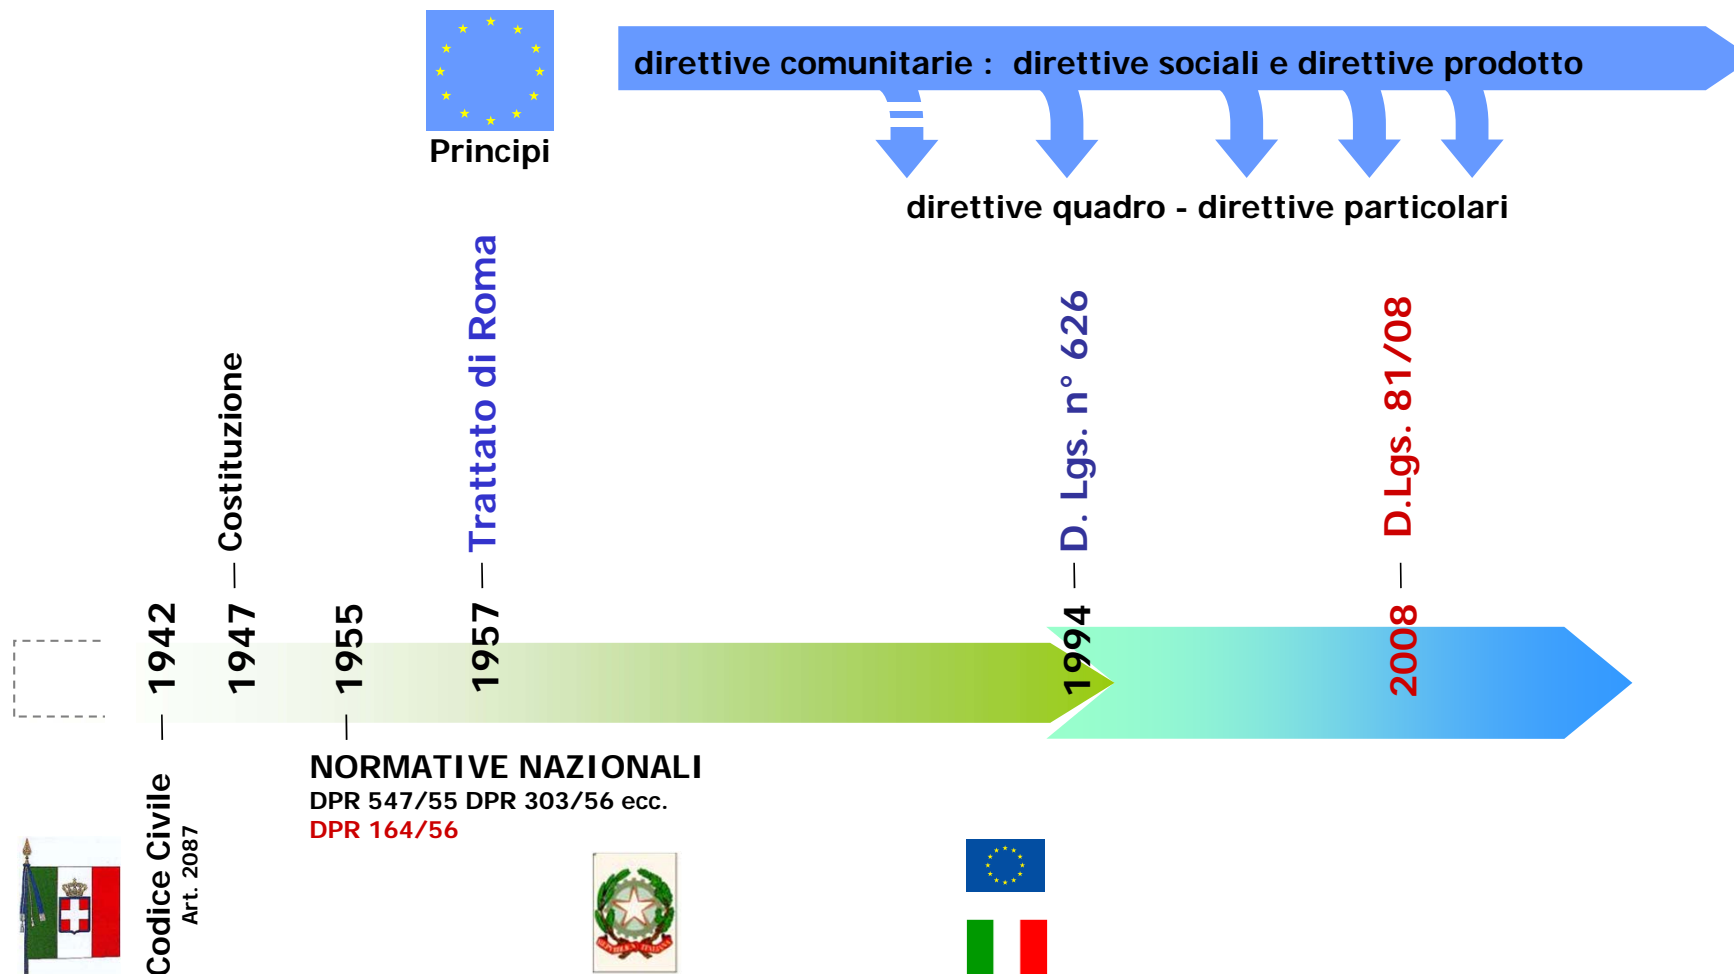 direttive comunitarie : direttive sociali e direttive prodotto
Principi
direttive quadro - direttive particolari
1942
Codice Civile
Art. 2087
1947
Costituzione
1955
NORMATIVE NAZIONALI
DPR 547/55 DPR 303/56 ecc.
DPR 164/56
1957
Trattato di Roma
1994
D. Lgs. n° 626
2008
D.Lgs. 81/08